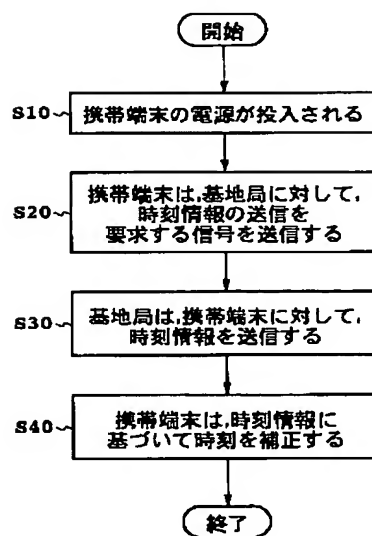 開始
S10 携帯端末の電源が投入される
S20 携帯端末は,基地局に対して,
時刻情報の送信を
要求する信号を送信する
S30 基地局は,携帯端末に対して,
時刻情報を送信する
S40 携帯端末は,時刻情報に
基づいて時刻を補正する
終了